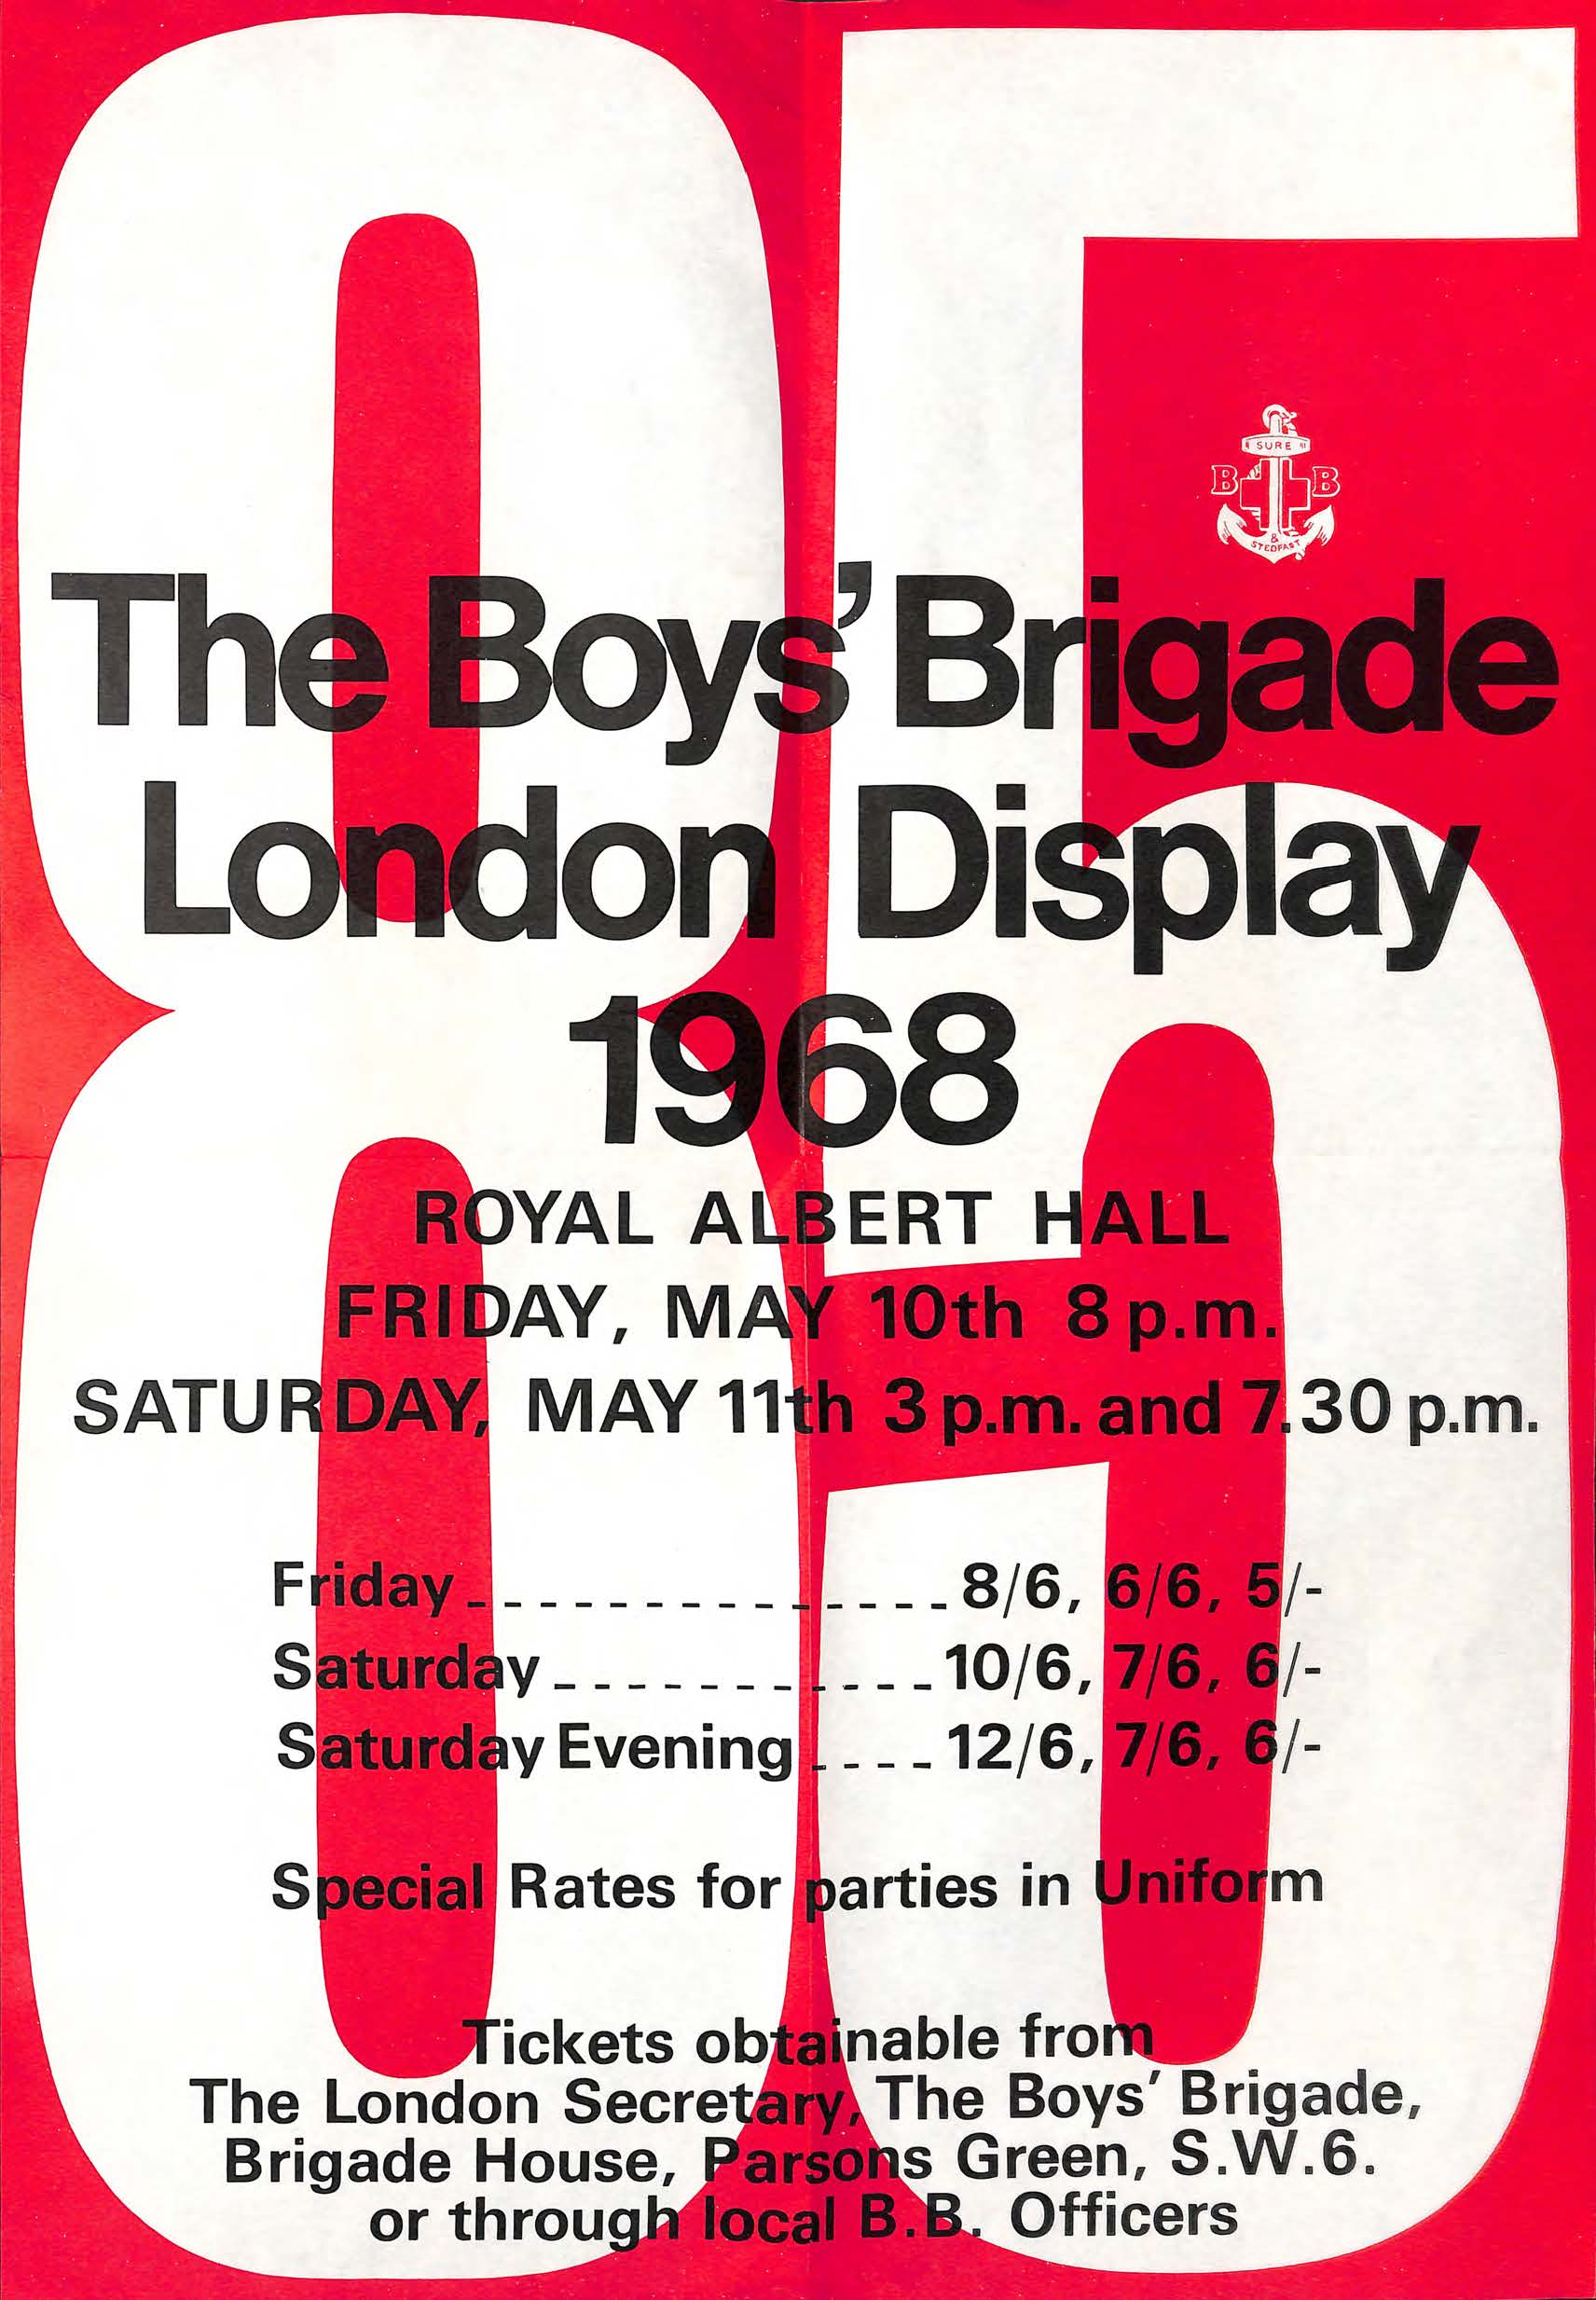 85
SURE
B B
&
STEDFAST
The Boys' Brigade
London Display
1968
ROYAL ALBERT HALL
FRIDAY, MAY 10th 8 p.m.
SATURDAY, MAY 11th 3 p.m. and 7.30 p.m.
Friday _ _ _ _ _ _ _ _ _ _ _ _ _ _ 8/6, 6/6, 5/-
Saturday _ _ _ _ _ _ _ _ _ _ _ 10/6, 7/6, 6/-
Saturday Evening _ _ _ _ 12/6, 7/6, 6/-
Special Rates for parties in Uniform
Tickets obtainable from
The London Secretary, The Boys' Brigade,
Brigade House, Parsons Green, S.W.6.
or through local B.B. Officers